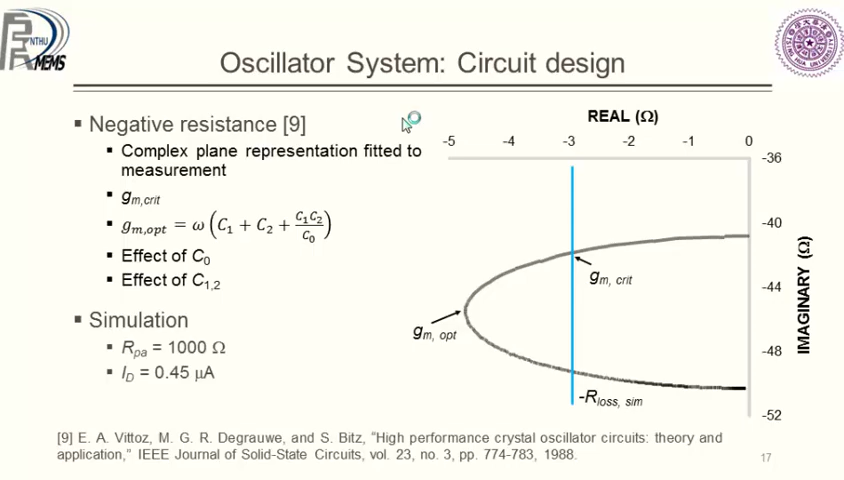 NTHU
MEMS
Oscillator System: Circuit design
▪ Negative resistance [9]
▪ Complex plane representation fitted to
measurement
▪ g_m,crit
▪ g_m,opt = ω (C_1 + C_2 + C_1C_2/C_0)
▪ Effect of C_0
▪ Effect of C_1,2
▪ Simulation
▪ R_pa = 1000 Ω
▪ I_D = 0.45 μA
REAL (Ω)
-5 -4 -3 -2 -1 0
-36
-40
-44
-48
-52
IMAGINARY (Ω)
g_m, crit
g_m, opt
-R_loss, sim
[9] E. A. Vittoz, M. G. R. Degrauwe, and S. Bitz, “High performance crystal oscillator circuits: theory and
application,” IEEE Journal of Solid-State Circuits, vol. 23, no. 3, pp. 774-783, 1988.
17